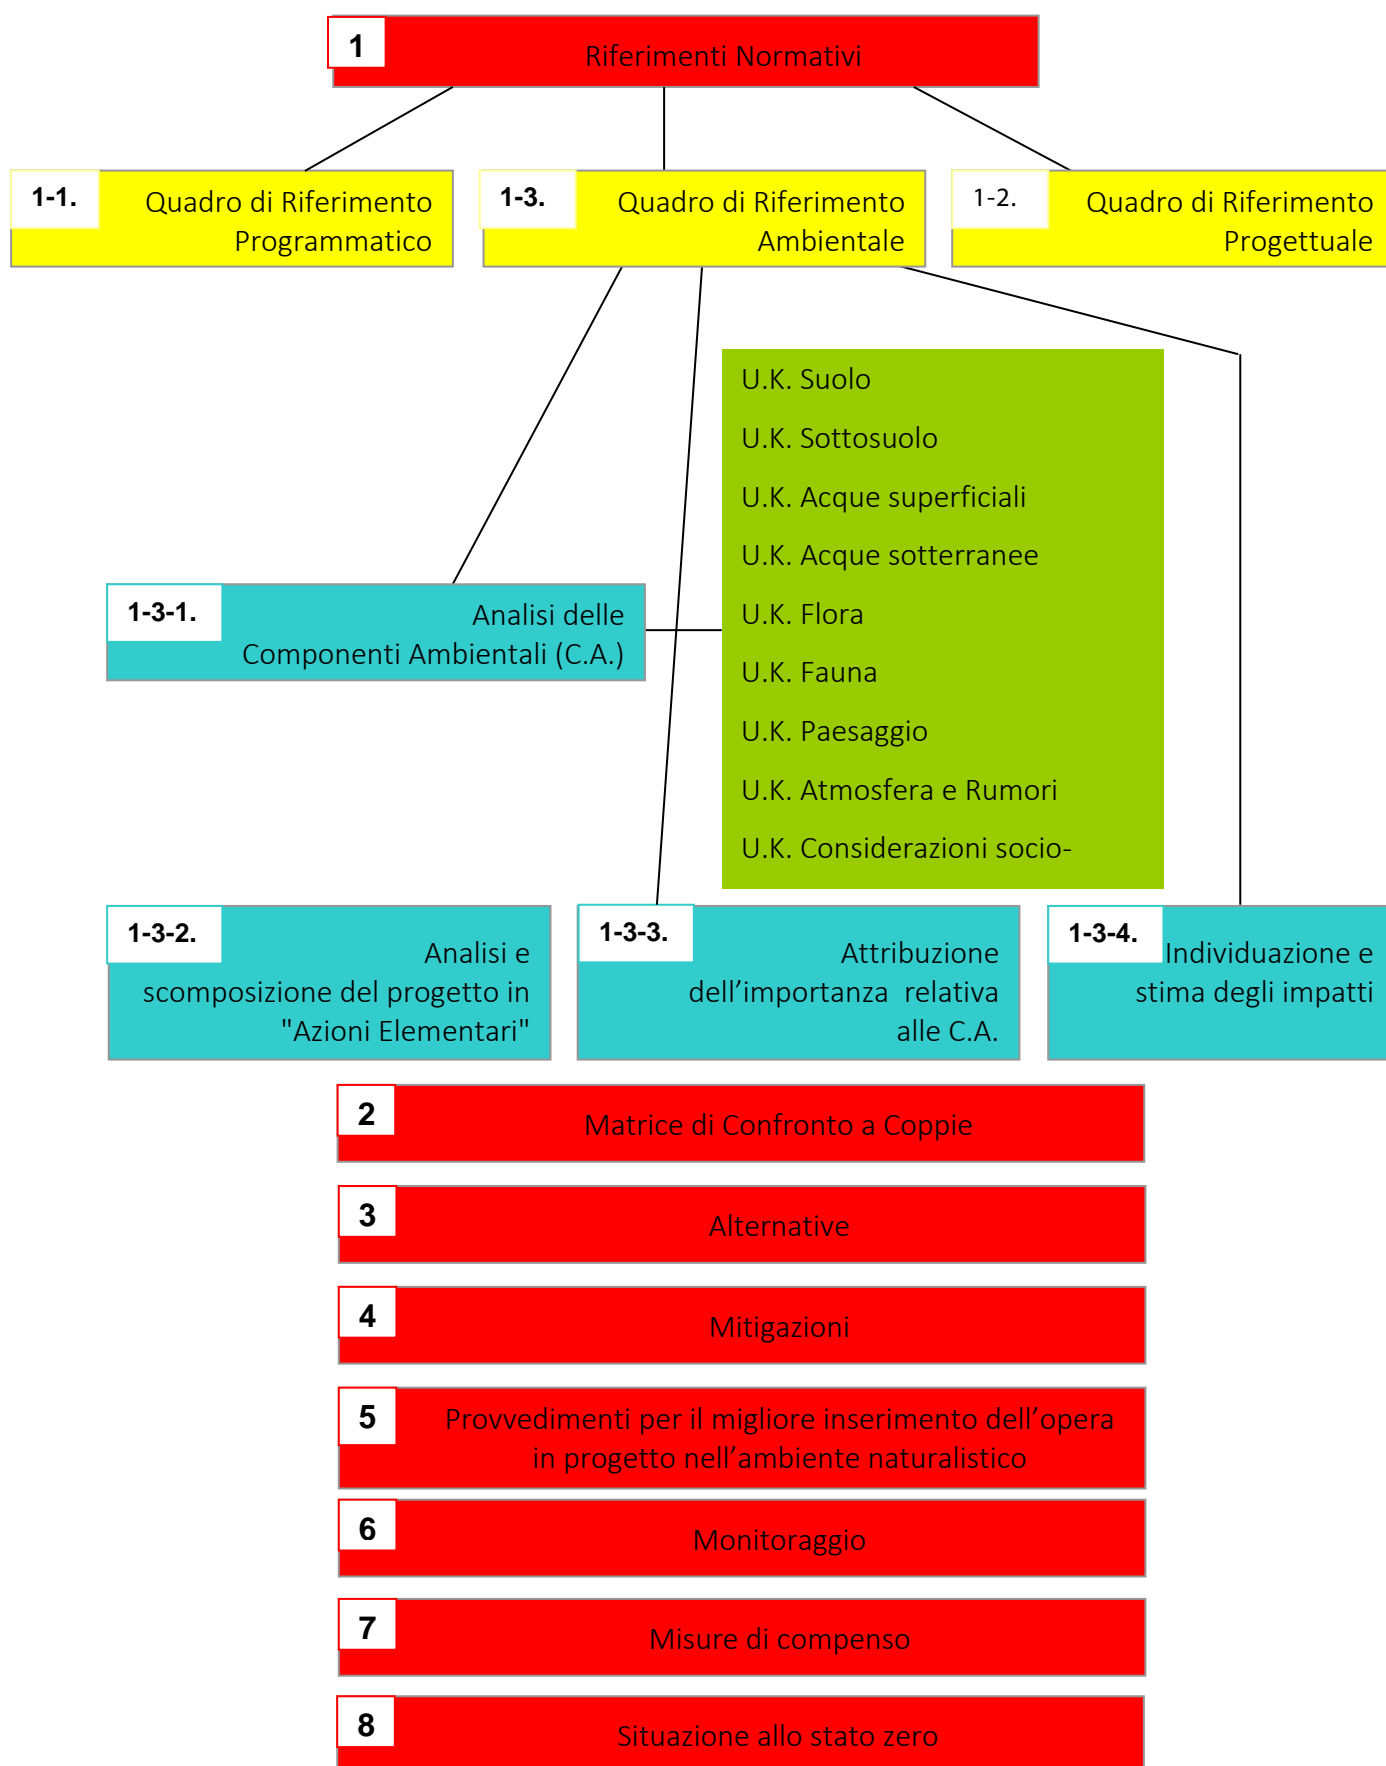 1
Riferimenti Normativi
1-1.
Quadro di Riferimento
Programmatico
1-3.
Quadro di Riferimento
Ambientale
1-2.
Quadro di Riferimento
Progettuale
U.K. Suolo
U.K. Sottosuolo
U.K. Acque superficiali
U.K. Acque sotterranee
U.K. Flora
U.K. Fauna
U.K. Paesaggio
U.K. Atmosfera e Rumori
U.K. Considerazioni socio-
1-3-1.
Analisi delle
Componenti Ambientali (C.A.)
1-3-2.
Analisi e
scomposizione del progetto in
"Azioni Elementari"
1-3-3.
Attribuzione
dell’importanza  relativa
alle C.A.
1-3-4.
Individuazione e
stima degli impatti
2
Matrice di Confronto a Coppie
3
Alternative
4
Mitigazioni
5
Provvedimenti per il migliore inserimento dell’opera
in progetto nell’ambiente naturalistico
6
Monitoraggio
7
Misure di compenso
8
Situazione allo stato zero